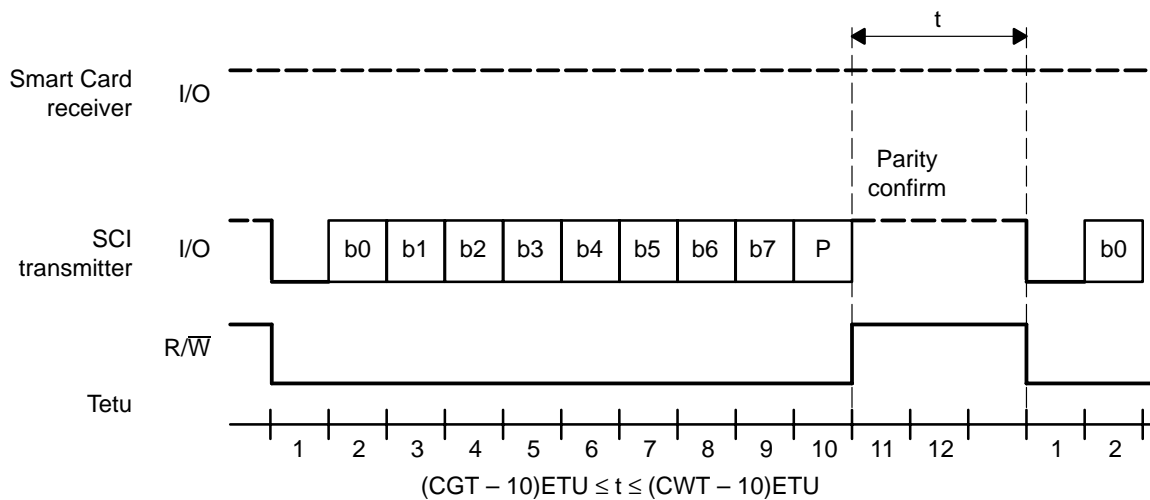 t
Smart Card
receiver
I/O
Parity
confirm
SCI
transmitter
I/O
b0 b1 b2 b3 b4 b5 b6 b7 P b0
R/W̅
Tetu
1 2 3 4 5 6 7 8 9 10 11 12 1 2
(CGT – 10)ETU ≤ t ≤ (CWT – 10)ETU